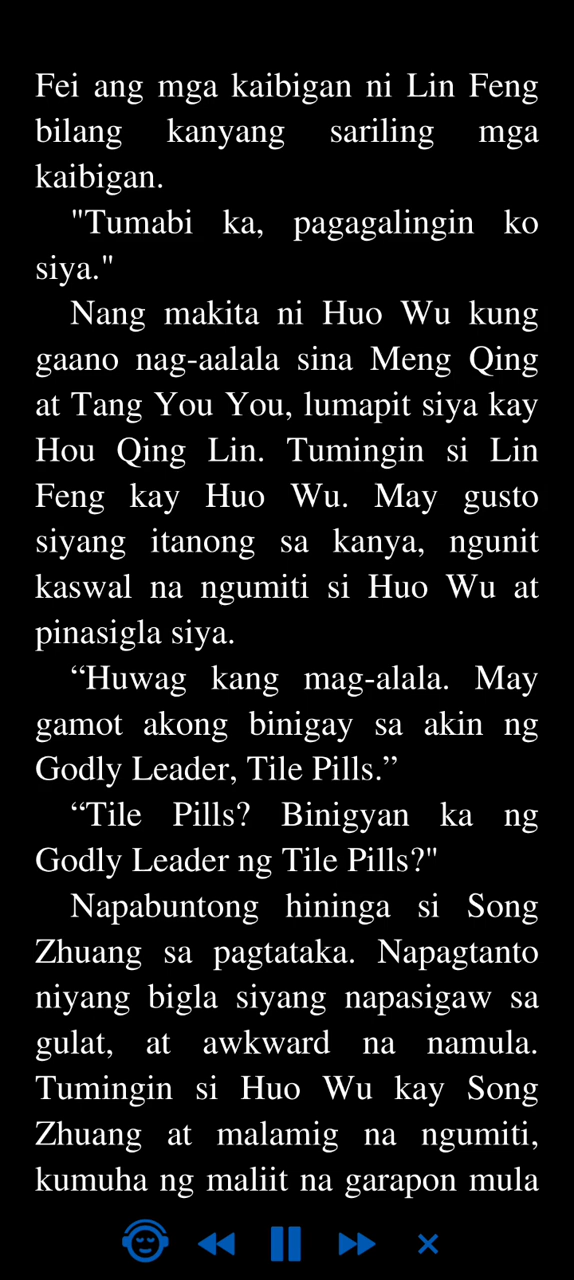 Fei ang mga kaibigan ni Lin Feng
bilang kanyang sariling mga
kaibigan.
"Tumabi ka, pagagalingin ko
siya."
Nang makita ni Huo Wu kung
gaano nag-aalala sina Meng Qing
at Tang You You, lumapit siya kay
Hou Qing Lin. Tumingin si Lin
Feng kay Huo Wu. May gusto
siyang itanong sa kanya, ngunit
kaswal na ngumiti si Huo Wu at
pinasigla siya.
“Huwag kang mag-alala. May
gamot akong binigay sa akin ng
Godly Leader, Tile Pills.”
“Tile Pills? Binigyan ka ng
Godly Leader ng Tile Pills?"
Napabuntong hininga si Song
Zhuang sa pagtataka. Napagtanto
niyang bigla siyang napasigaw sa
gulat, at awkward na namula.
Tumingin si Huo Wu kay Song
Zhuang at malamig na ngumiti,
kumuha ng maliit na garapon mula